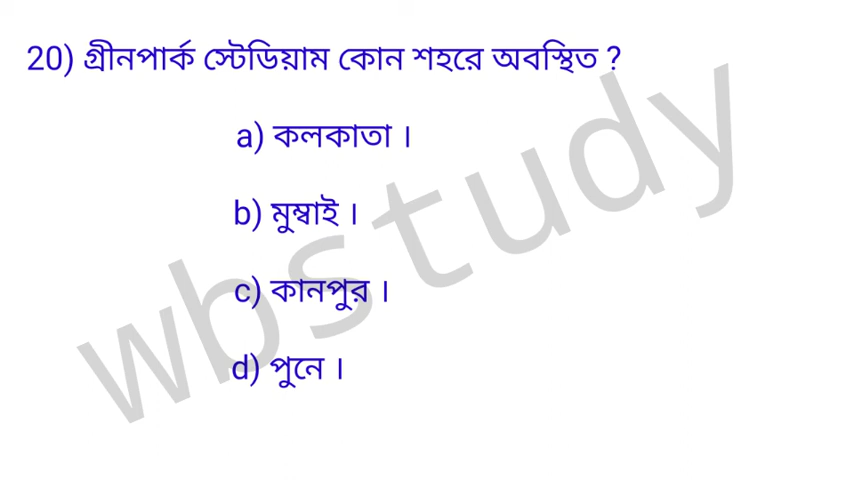 20) গ্রীনপার্ক স্টেডিয়াম কোন শহরে অবস্থিত ?
a) কলকাতা ।
b) মুম্বাই ।
c) কানপুর ।
d) পুনে ।
wbstudy